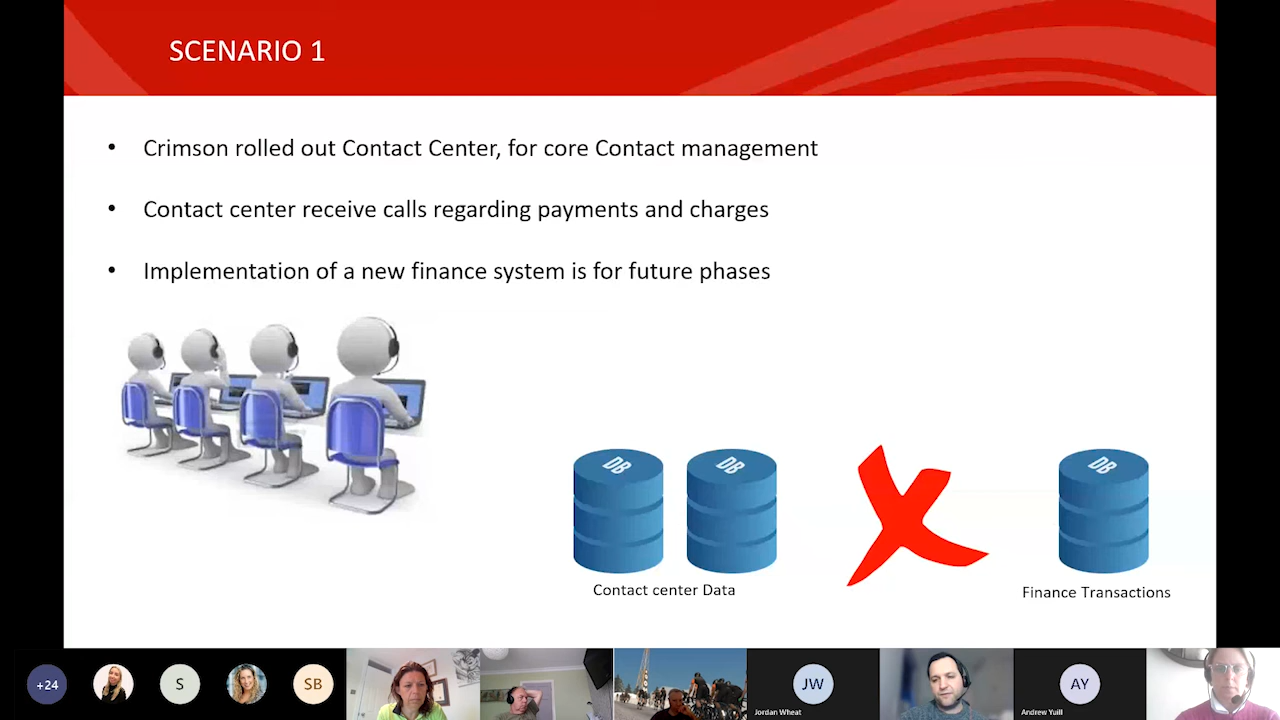 SCENARIO 1
• Crimson rolled out Contact Center, for core Contact management
• Contact center receive calls regarding payments and charges
• Implementation of a new finance system is for future phases
DB
DB
DB
Contact center Data
Finance Transactions
+24
S
SB
JW
Jordan Wheat
AY
Andrew Yuill